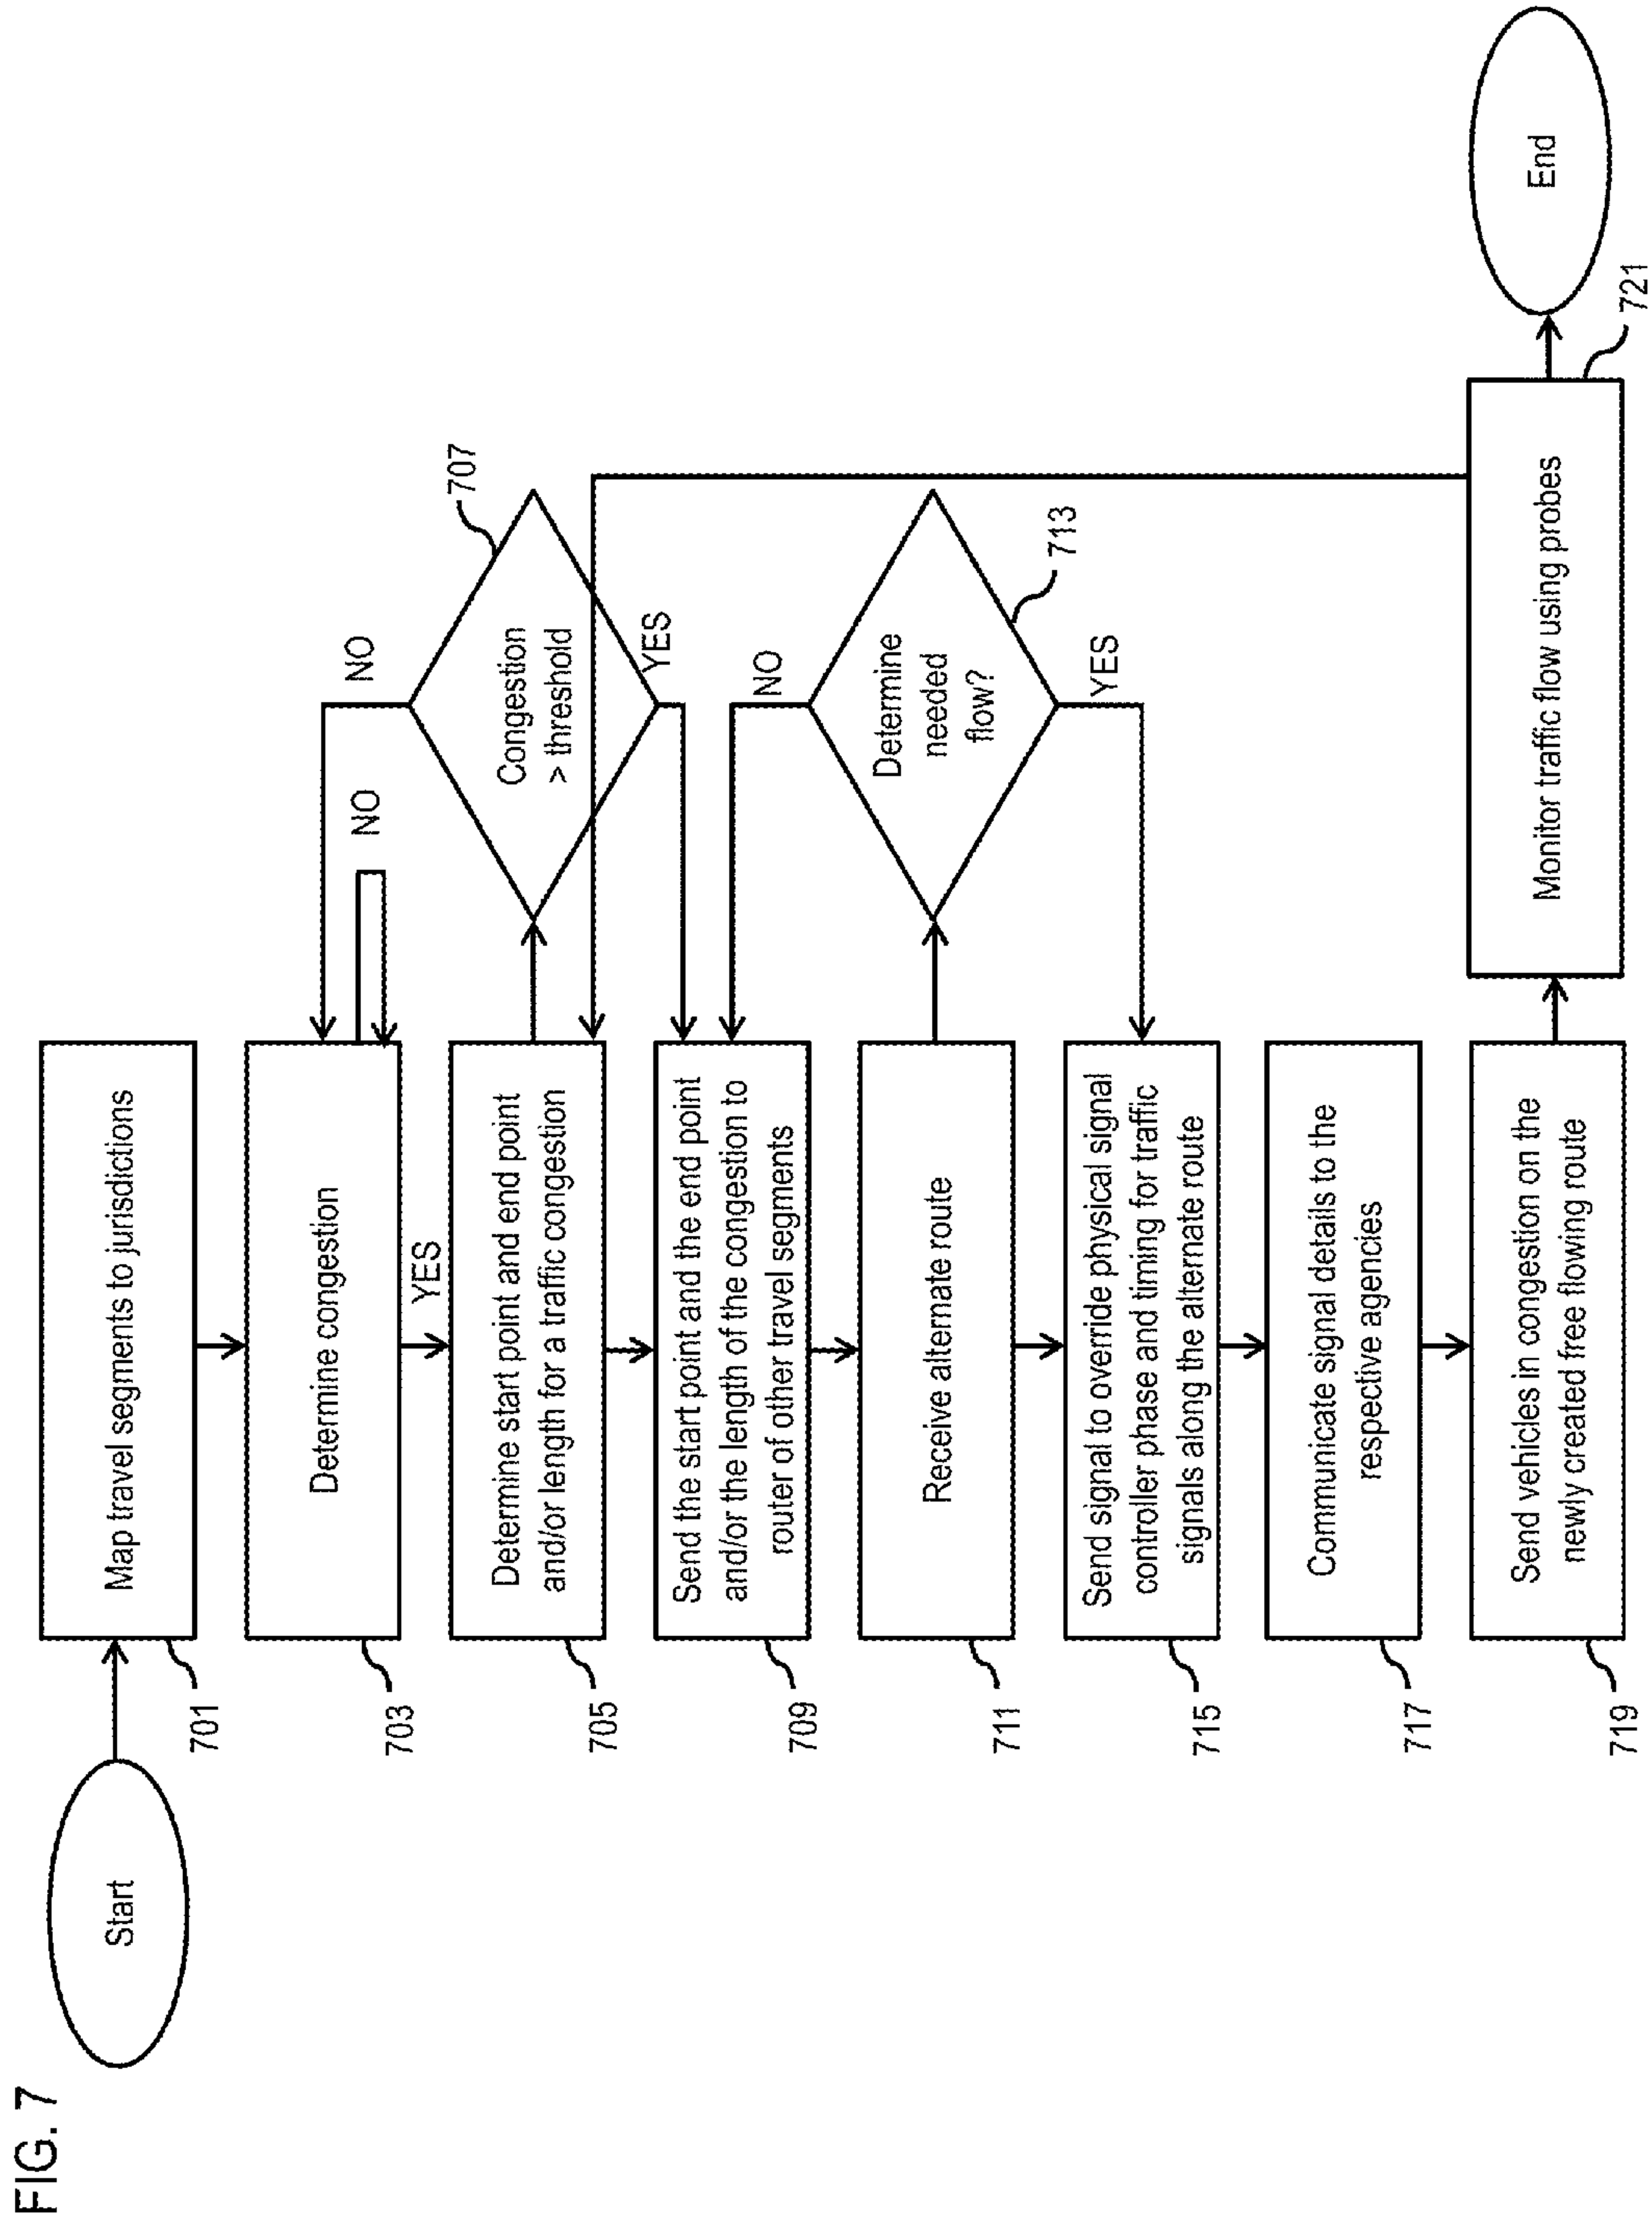 FIG. 7
Start
701
Map travel segments to jurisdictions
703
Determine congestion
NO
YES
705
Determine start point and end point
and/or length for a traffic congestion
707
Congestion
> threshold
NO
YES
709
Send the start point and the end point
and/or the length of the congestion to
router of other travel segments
711
Receive alternate route
713
Determine
needed
flow?
NO
YES
715
Send signal to override physical signal
controller phase and timing for traffic
signals along the alternate route
717
Communicate signal details to the
respective agencies
719
Send vehicles in congestion on the
newly created free flowing route
721
Monitor traffic flow using probes
End